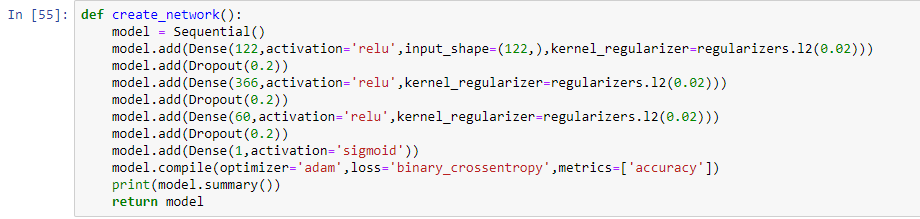 In [55]: def create_network():
    model = Sequential()
    model.add(Dense(122,activation='relu',input_shape=(122,),kernel_regularizer=regularizers.l2(0.02)))
    model.add(Dropout(0.2))
    model.add(Dense(366,activation='relu',kernel_regularizer=regularizers.l2(0.02)))
    model.add(Dropout(0.2))
    model.add(Dense(60,activation='relu',kernel_regularizer=regularizers.l2(0.02)))
    model.add(Dropout(0.2))
    model.add(Dense(1,activation='sigmoid'))
    model.compile(optimizer='adam',loss='binary_crossentropy',metrics=['accuracy'])
    print(model.summary())
    return model